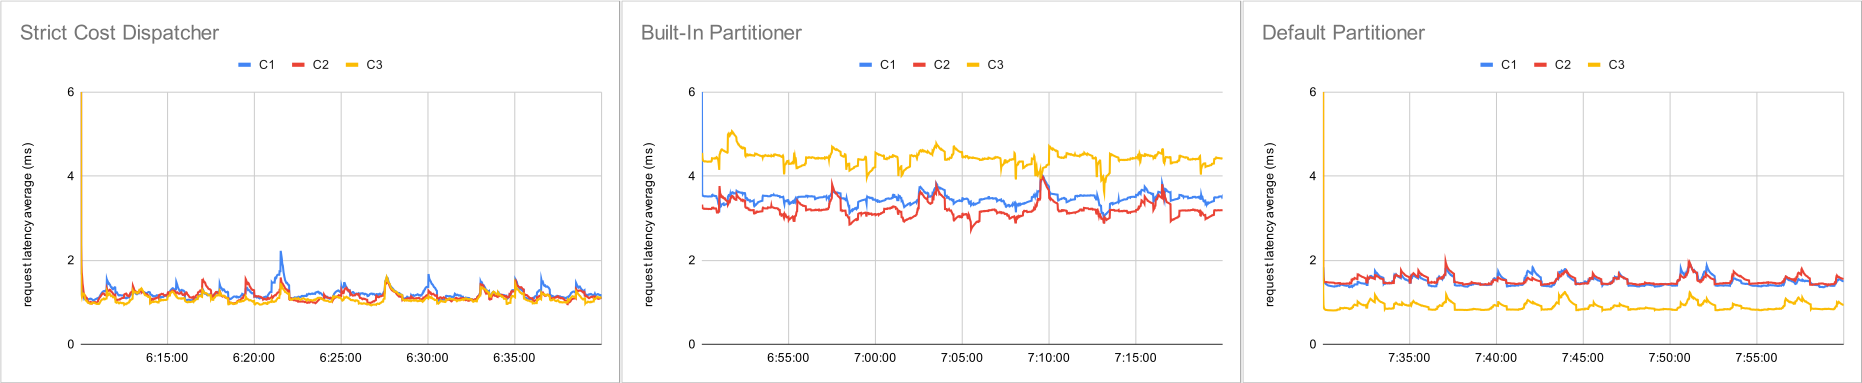 Strict Cost Dispatcher
C1 C2 C3
request latency average (ms)
6
4
2
0
6:15:00 6:20:00 6:25:00 6:30:00 6:35:00
Built-In Partitioner
C1 C2 C3
request latency average (ms)
6
4
2
0
6:55:00 7:00:00 7:05:00 7:10:00 7:15:00
Default Partitioner
C1 C2 C3
request latency average (ms)
6
4
2
0
7:35:00 7:40:00 7:45:00 7:50:00 7:55:00